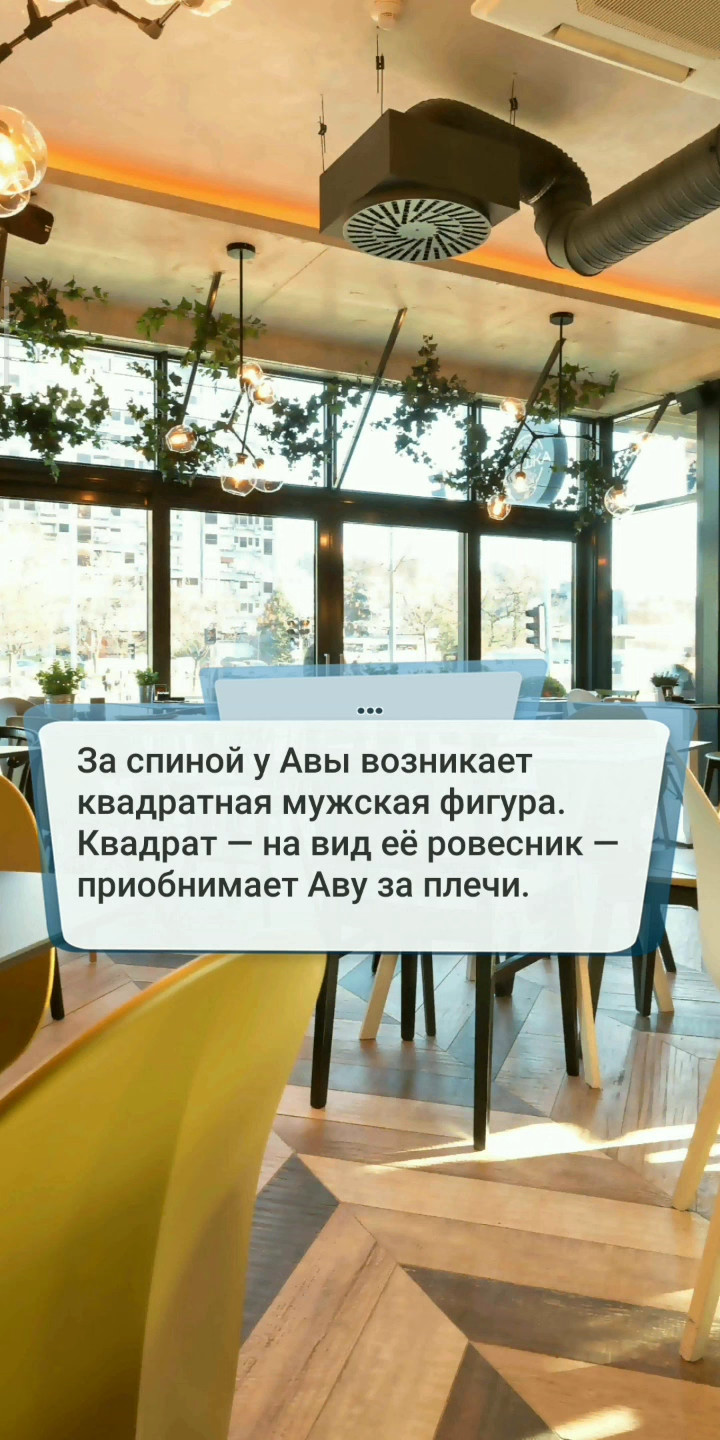 •••
За спиной у Авы возникает
квадратная мужская фигура.
Квадрат — на вид её ровесник —
приобнимает Аву за плечи.